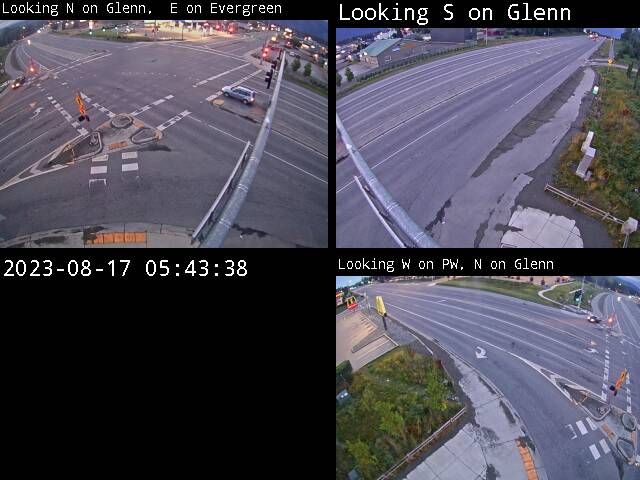 Looking N on Glenn,  E on Evergreen
Looking S on Glenn
2023-08-17 05:43:38
Looking W on PW, N on Glenn